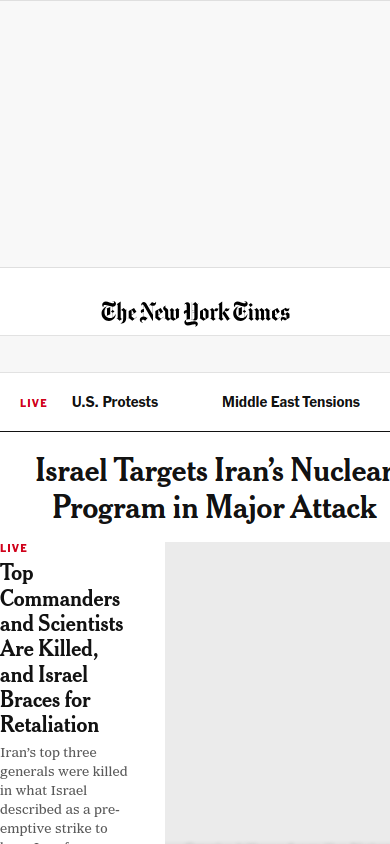 The New York Times
LIVE
U.S. Protests
Middle East Tensions
Israel Targets Iran's Nuclear
Program in Major Attack
LIVE
Top
Commanders
and Scientists
Are Killed,
and Israel
Braces for
Retaliation
Iran's top three
generals were killed
in what Israel
described as a pre-
emptive strike to